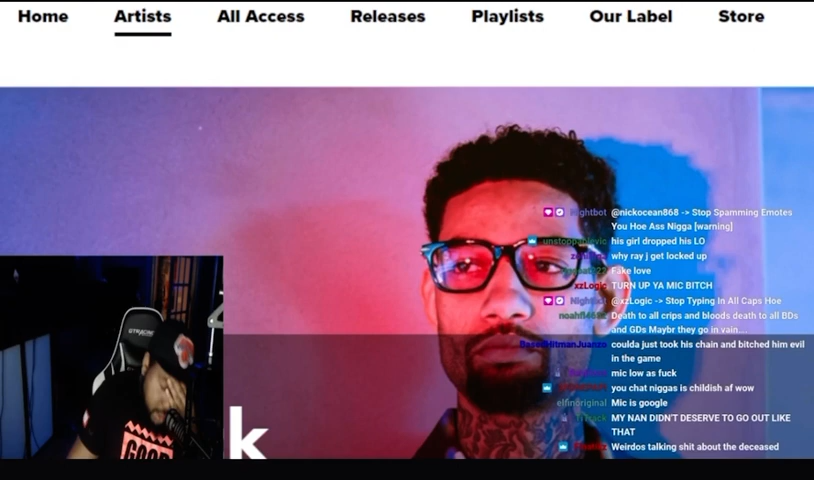 Home Artists All Access Releases Playlists Our Label Store
@nickocean868 -> Stop Spamming Emotes
You Hoe Ass Nigga [warning]
his girl dropped his LO
why ray j get locked up
Fake love
xzLogic TURN UP YA MIC BITCH
@xzLogic -> Stop Typing In All Caps Hoe
Death to all crips and bloods death to all BDs
and GDs Maybr they go in vain....
BasedHitmanJuanzo coulda just took his chain and bitched him evil
in the game
mic low as fuck
you chat niggas is childish af wow
elfinoriginal Mic is google
MY NAN DIDN'T DESERVE TO GO OUT LIKE
THAT
Weirdos talking shit about the deceased
GTRACING
GOOD
k